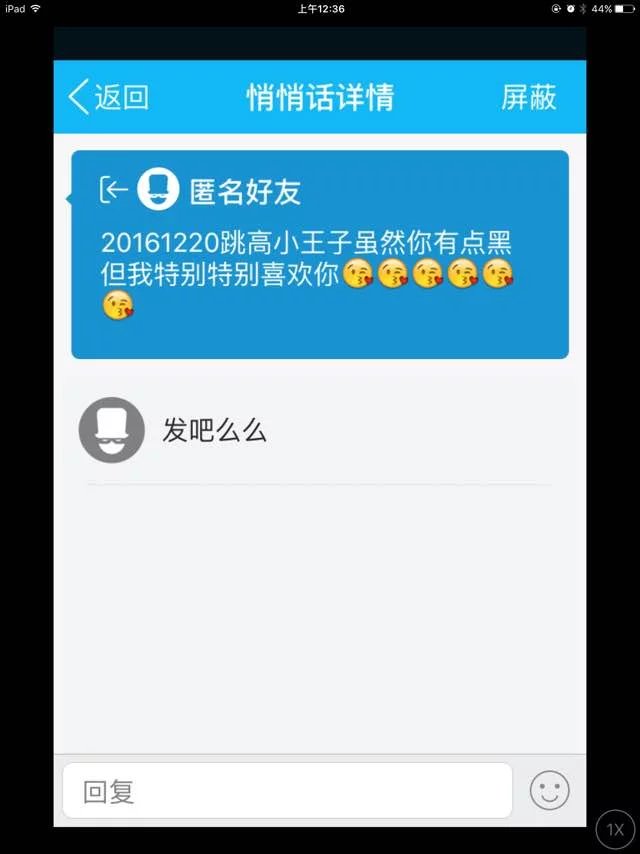 iPad 上午12:36 44%
返回 悄悄话详情 屏蔽
匿名好友
20161220跳高小王子虽然你有点黑
但我特别特别喜欢你😘😘😘😘😘
😘
发吧么么
回复
1X